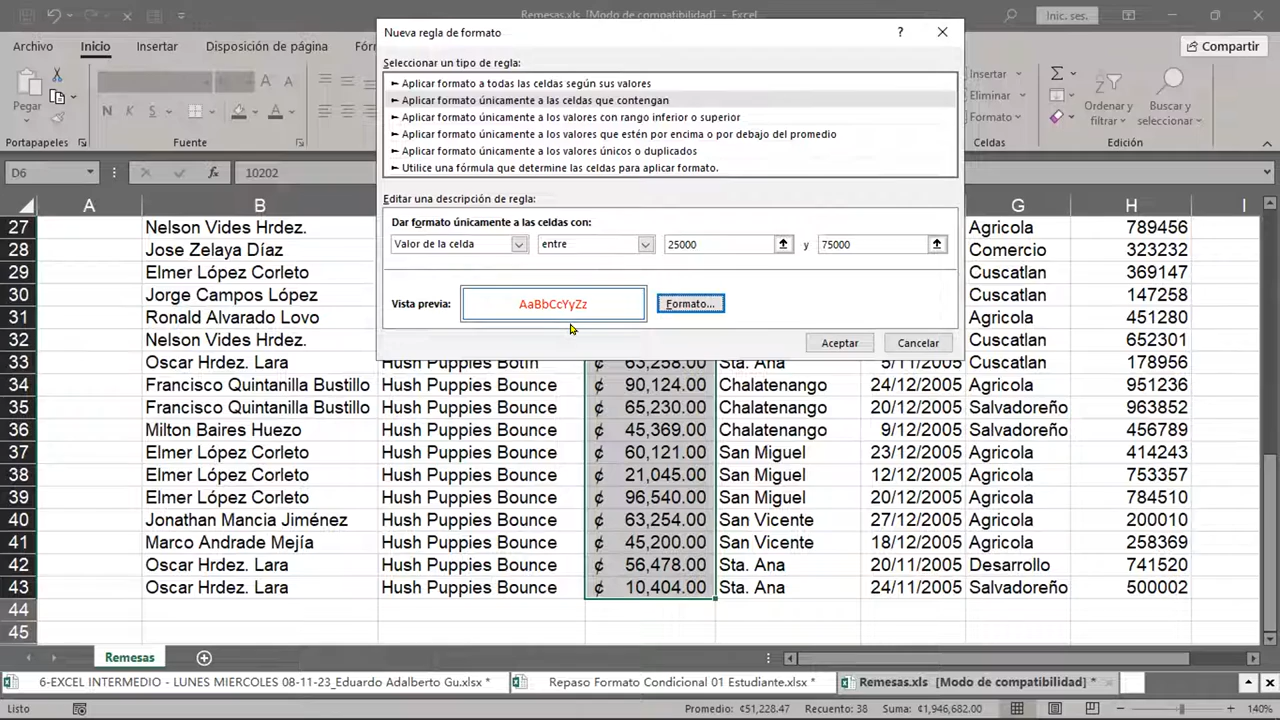 Remesas.xls [Modo de compatibilidad] - Excel
Inic. ses.
Archivo Inicio Insertar Disposición de página
Compartir
Pegar
Portapapeles
Fuente
Insertar
Eliminar
Formato
Celdas
Ordenar y filtrar
Buscar y seleccionar
Edición
Nueva regla de formato
Seleccionar un tipo de regla:
► Aplicar formato a todas las celdas según sus valores
► Aplicar formato únicamente a las celdas que contengan
► Aplicar formato únicamente a los valores con rango inferior o superior
► Aplicar formato únicamente a los valores que estén por encima o por debajo del promedio
► Aplicar formato únicamente a los valores únicos o duplicados
► Utilice una fórmula que determine las celdas para aplicar formato.
Editar una descripción de regla:
Dar formato únicamente a las celdas con:
Valor de la celda entre 25000 y 75000
Vista previa: AaBbCcYyZz Formato...
Aceptar Cancelar
D6 fx 10202
A B G H I
27 Nelson Vides Hrdez. Agricola 789456
28 Jose Zelaya Díaz Comercio 323232
29 Elmer López Corleto Cuscatlan 369147
30 Jorge Campos López Cuscatlan 147258
31 Ronald Alvarado Lovo Agricola 451280
32 Nelson Vides Hrdez. Cuscatlan 652301
33 Oscar Hrdez. Lara Hush Puppies Botin ¢ 63,258.00 Sta. Ana 5/11/2005 Cuscatlan 178956
34 Francisco Quintanilla Bustillo Hush Puppies Bounce ¢ 90,124.00 Chalatenango 24/12/2005 Agricola 951236
35 Francisco Quintanilla Bustillo Hush Puppies Bounce ¢ 65,230.00 Chalatenango 20/12/2005 Salvadoreño 963852
36 Milton Baires Huezo Hush Puppies Bounce ¢ 45,369.00 Chalatenango 9/12/2005 Salvadoreño 456789
37 Elmer López Corleto Hush Puppies Bounce ¢ 60,121.00 San Miguel 23/12/2005 Agricola 414243
38 Elmer López Corleto Hush Puppies Bounce ¢ 21,045.00 San Miguel 12/12/2005 Agricola 753357
39 Elmer López Corleto Hush Puppies Bounce ¢ 96,540.00 San Miguel 20/12/2005 Agricola 784510
40 Jonathan Mancia Jiménez Hush Puppies Bounce ¢ 63,254.00 San Vicente 27/12/2005 Agricola 200010
41 Marco Andrade Mejía Hush Puppies Bounce ¢ 45,200.00 San Vicente 18/12/2005 Agricola 258369
42 Oscar Hrdez. Lara Hush Puppies Bounce ¢ 56,478.00 Sta. Ana 20/11/2005 Desarrollo 741520
43 Oscar Hrdez. Lara Hush Puppies Bounce ¢ 10,404.00 Sta. Ana 24/11/2005 Salvadoreño 500002
44
45
Remesas
6-EXCEL INTERMEDIO - LUNES MIERCOLES 08-11-23_Eduardo Adalberto Gu.xlsx *
Repaso Formato Condicional 01 Estudiante.xlsx *
Remesas.xls [Modo de compatibilidad] *
Listo
Promedio: ¢51,228.47 Recuento: 38 Suma: ¢1,946,682.00
140%